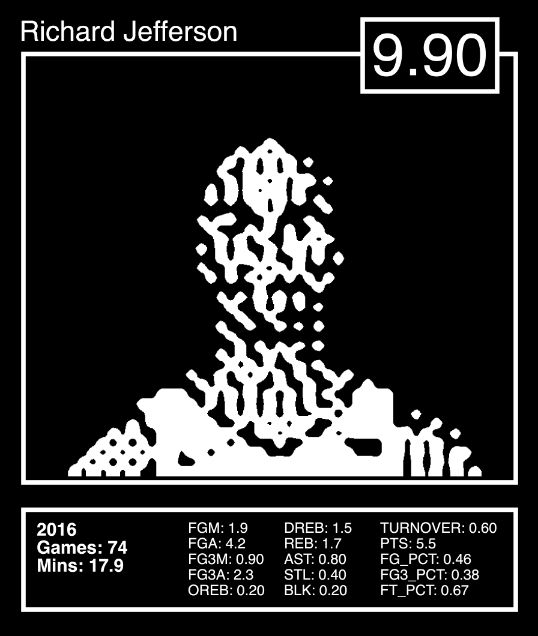 Richard Jefferson
9.90
2016
Games: 74
Mins: 17.9
FGM: 1.9
FGA: 4.2
FG3M: 0.90
FG3A: 2.3
OREB: 0.20
DREB: 1.5
REB: 1.7
AST: 0.80
STL: 0.40
BLK: 0.20
TURNOVER: 0.60
PTS: 5.5
FG_PCT: 0.46
FG3_PCT: 0.38
FT_PCT: 0.67